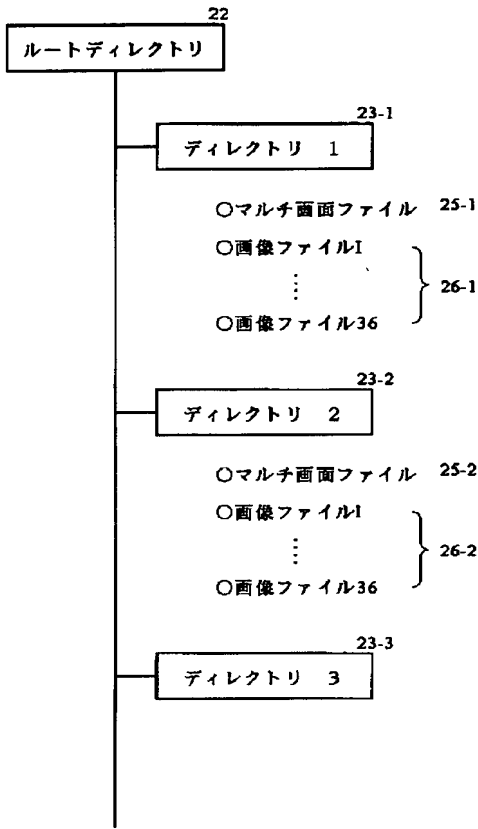 22
ルートディレクトリ
23-1
ディレクトリ 1
○マルチ画面ファイル 25-1
○画像ファイルI
26-1
○画像ファイル36
23-2
ディレクトリ 2
○マルチ画面ファイル 25-2
○画像ファイルI
26-2
○画像ファイル36
23-3
ディレクトリ 3